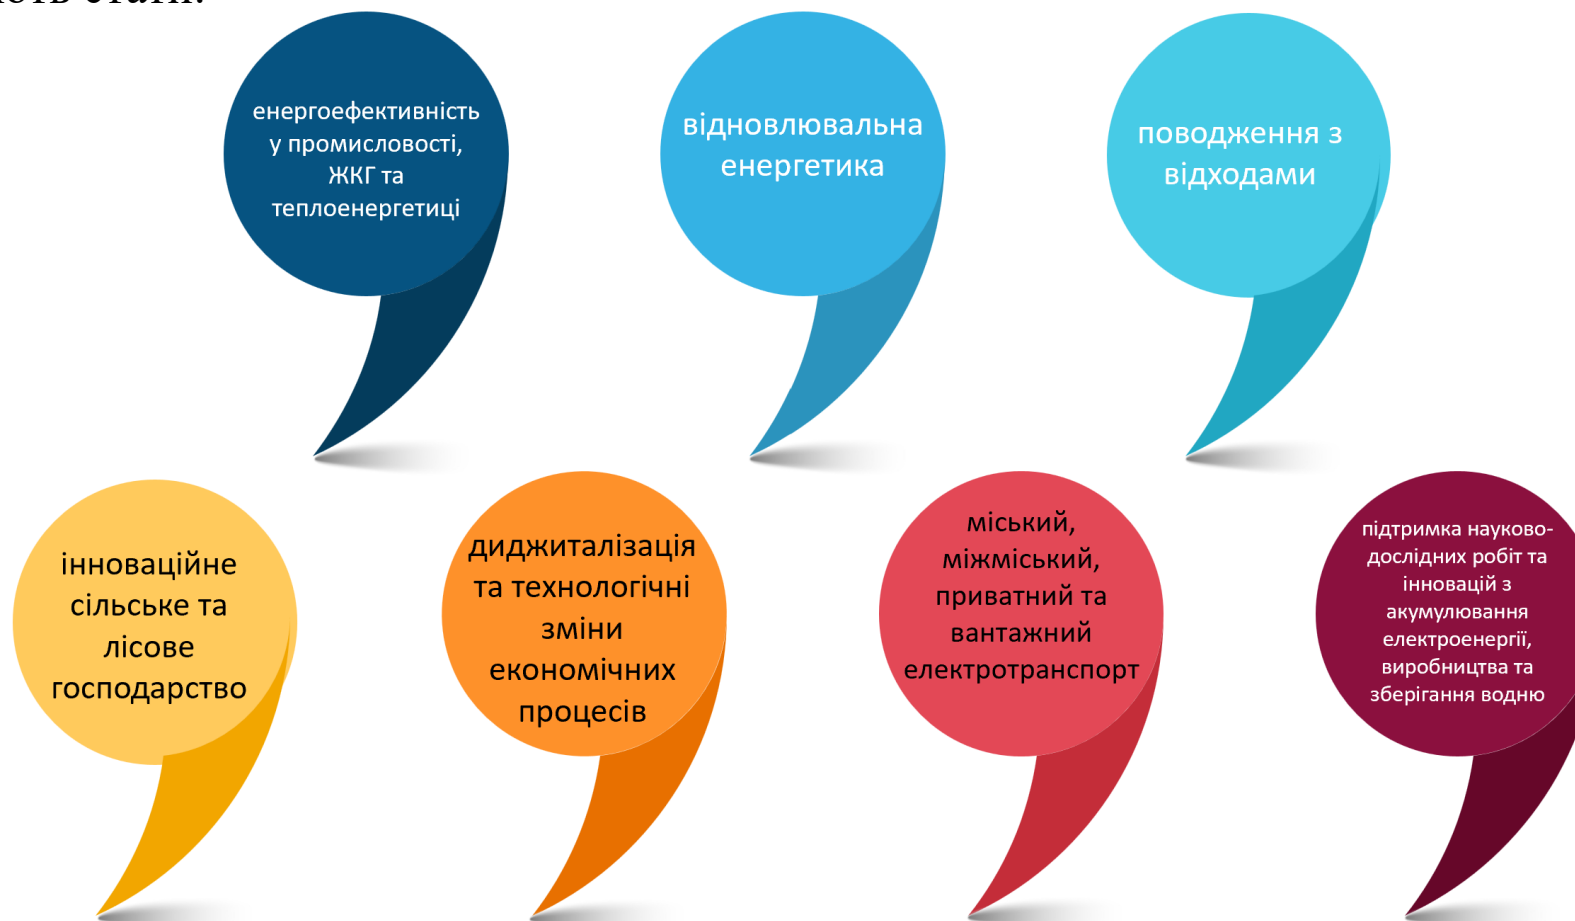 стати:
енергоефективність
у промисловості,
ЖКГ та
теплоенергетиці
відновлювальна
енергетика
поводження з
відходами
інноваційне
сільське та
лісове
господарство
диджиталізація
та технологічні
зміни
економічних
процесів
міський,
міжміський,
приватний та
вантажний
електротранспорт
підтримка науково-
дослідних робіт та
інновацій з
акумулювання
електроенергії,
виробництва та
зберігання водню